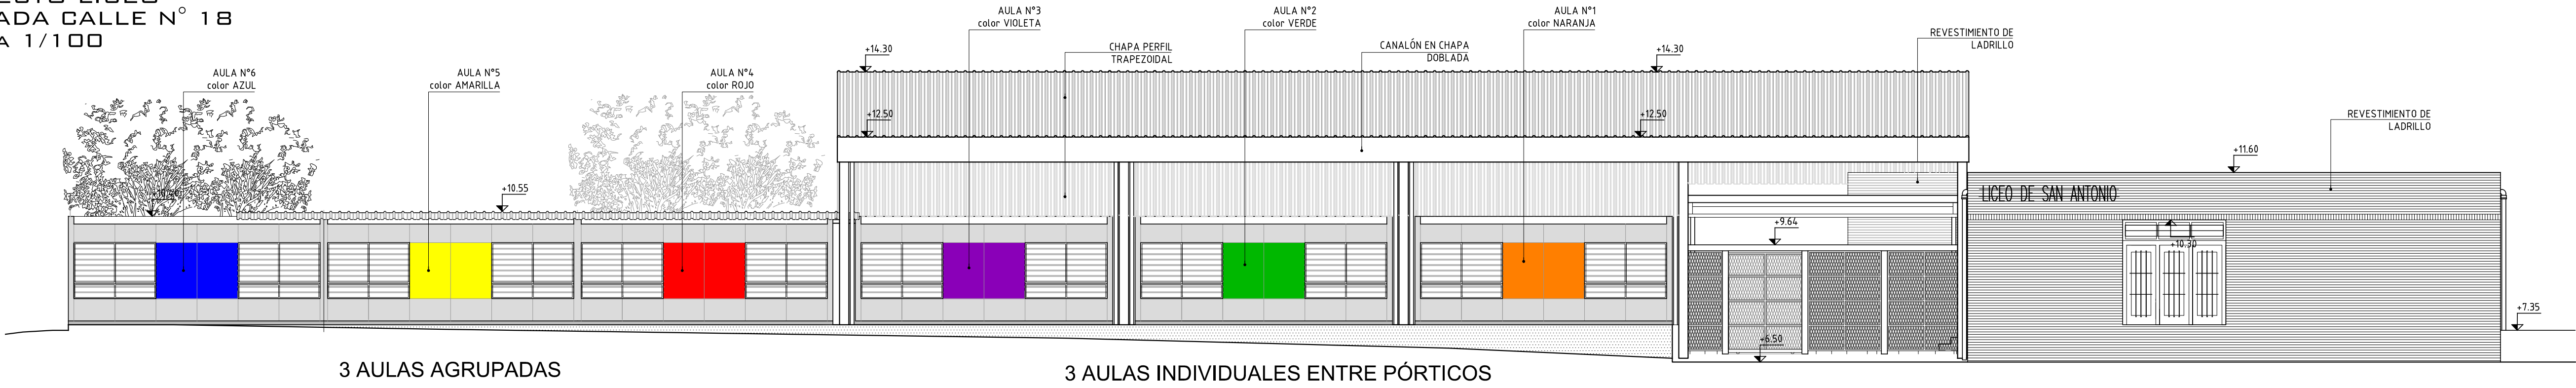 ADA CALLE N° 18
A 1/100
AULA N°3
color VIOLETA
AULA N°2
color VERDE
AULA N°1
color NARANJA
REVESTIMIENTO DE
LADRILLO
CHAPA PERFIL
TRAPEZOIDAL
CANALÓN EN CHAPA
DOBLADA
+14.30
+14.30
AULA N°6
color AZUL
AULA N°5
color AMARILLA
AULA N°4
color ROJO
+12.50
+12.50
REVESTIMIENTO DE
LADRILLO
+11.60
+10.55
LICEO DE SAN ANTONIO
+9.64
+10.30
+7.35
+6.50
3 AULAS AGRUPADAS
3 AULAS INDIVIDUALES ENTRE PÓRTICOS